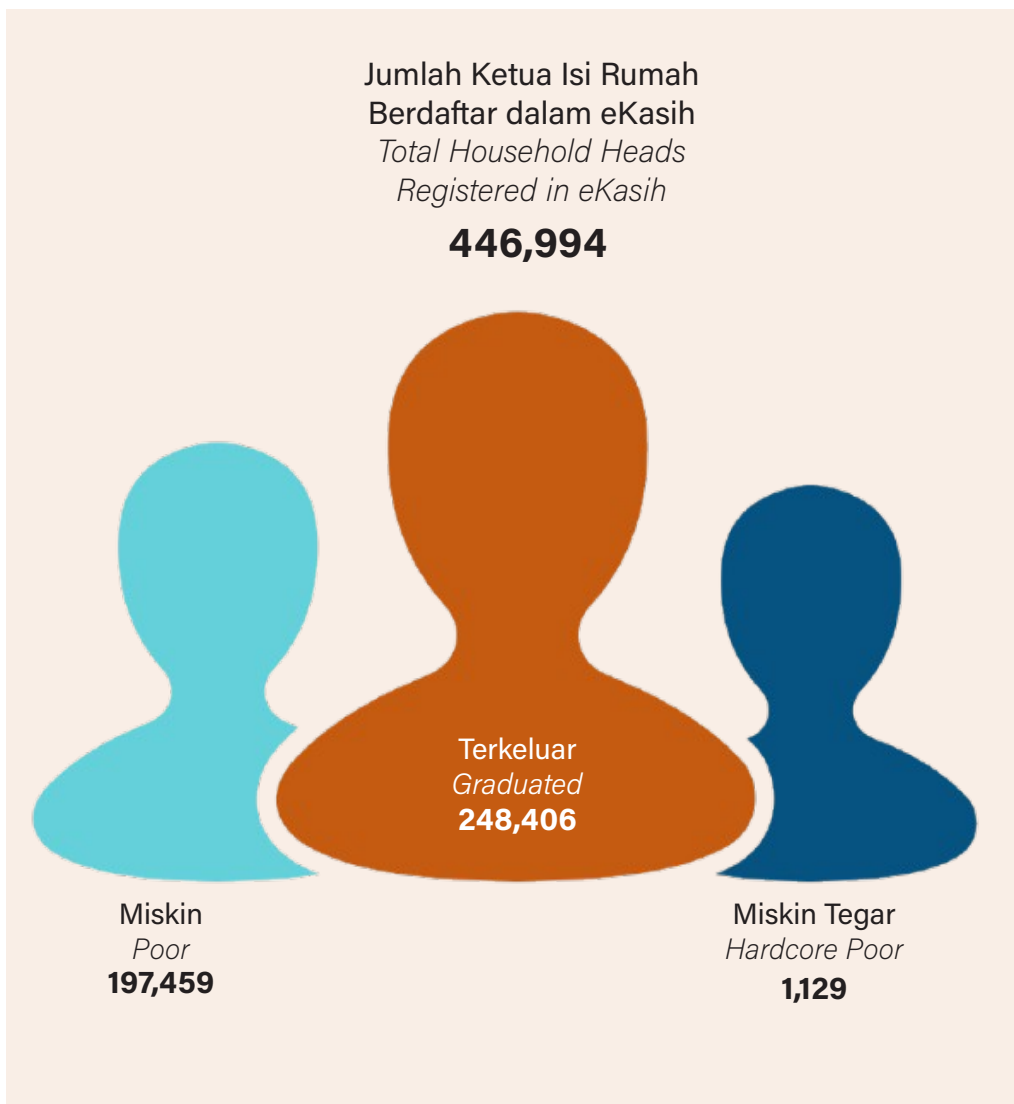 Jumlah Ketua Isi Rumah
Berdaftar dalam eKasih
Total Household Heads
Registered in eKasih
446,994
Terkeluar
Graduated
248,406
Miskin
Poor
197,459
Miskin Tegar
Hardcore Poor
1,129